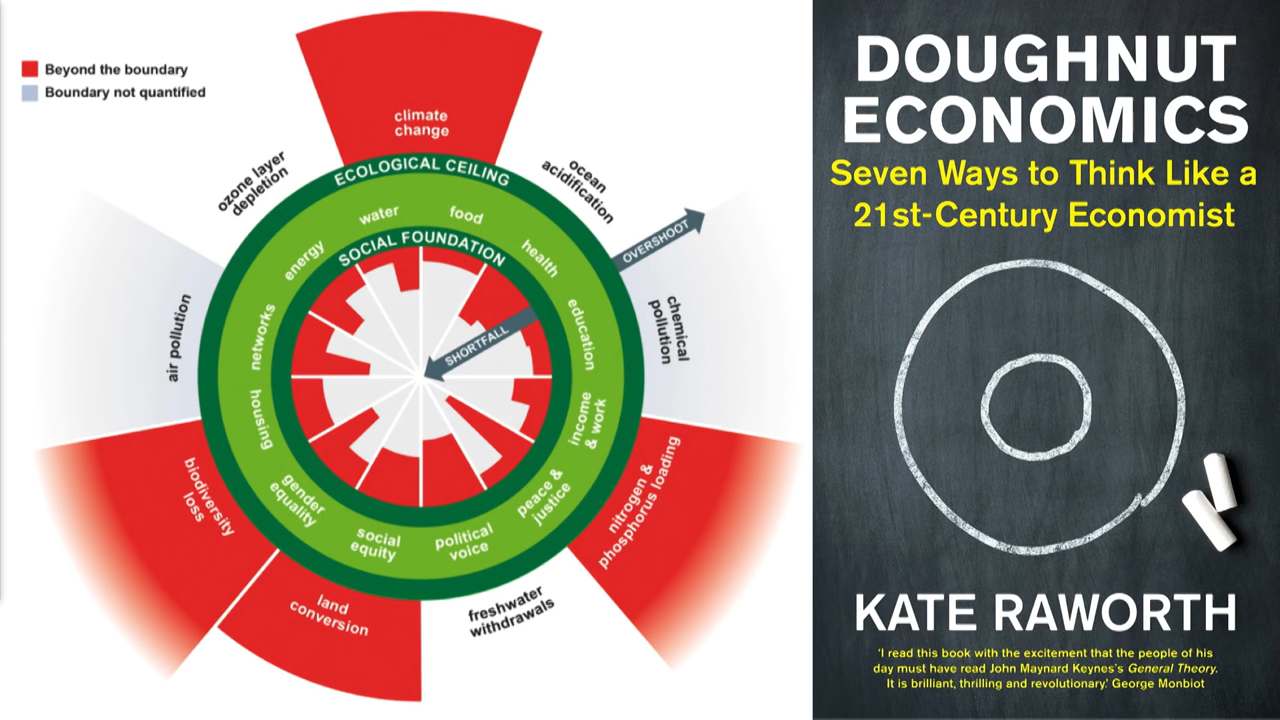 Beyond the boundary
Boundary not quantified
climate
change
ozone layer
depletion
ocean
acidification
ECOLOGICAL CEILING
OVERSHOOT
water
food
energy
health
SOCIAL FOUNDATION
networks
education
SHORTFALL
air pollution
chemical
pollution
housing
income
& work
gender
equality
peace &
justice
social
equity
political
voice
biodiversity
loss
nitrogen &
phosphorus loading
land
conversion
freshwater
withdrawals
DOUGHNUT
ECONOMICS
Seven Ways to Think Like a
21st-Century Economist
KATE RAWORTH
‘I read this book with the excitement that the people of his
day must have read John Maynard Keynes’s General Theory.
It is brilliant, thrilling and revolutionary.’ George Monbiot